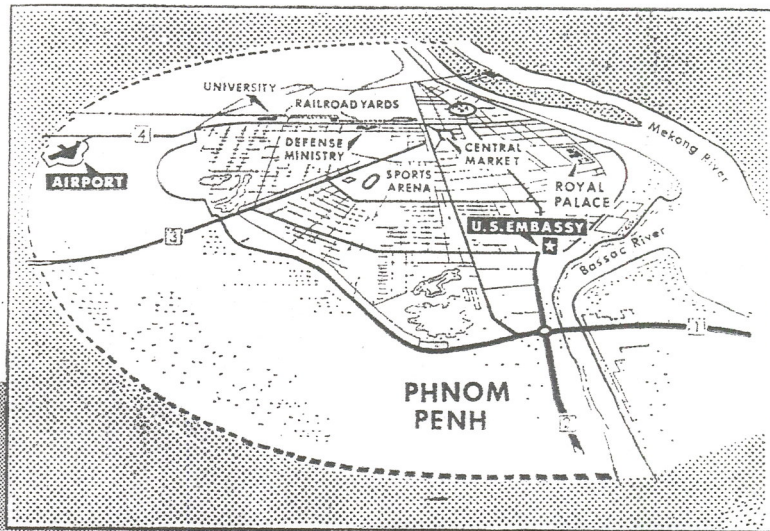 UNIVERSITY
RAILROAD YARDS
4
DEFENSE
MINISTRY
CENTRAL
MARKET
Mekong River
AIRPORT
SPORTS
ARENA
ROYAL
PALACE
3
U.S. EMBASSY
Bassac River
1
PHNOM
PENH